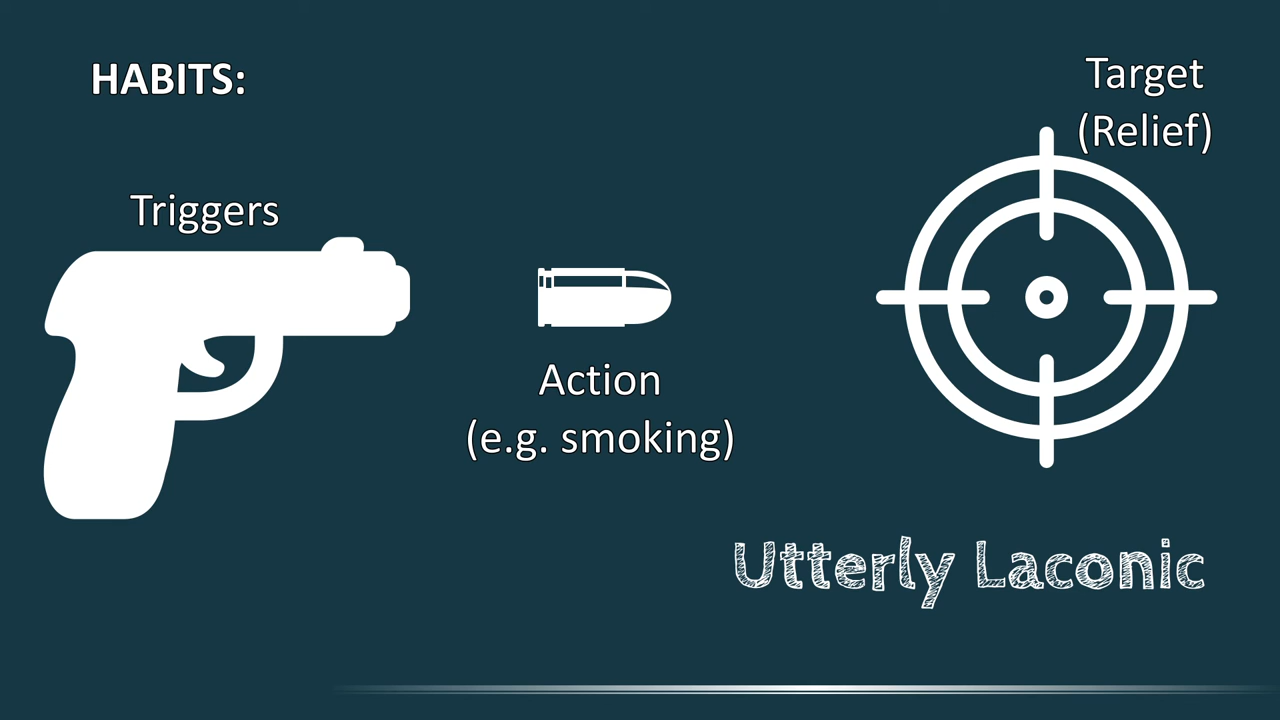 HABITS:
Triggers
Action
(e.g. smoking)
Target
(Relief)
Utterly Laconic